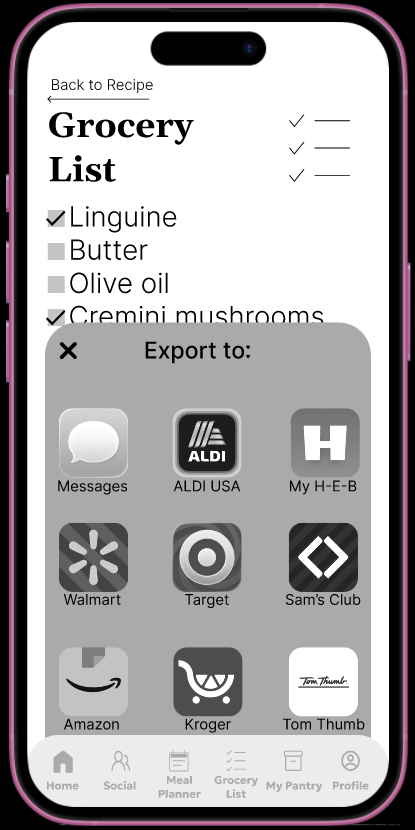 Back to Recipe
Grocery
List
Linguine
Butter
Olive oil
Cremini mushrooms
Export to:
ALDI
H
Messages
ALDI USA
My H-E-B
Walmart
Target
Sam's Club
Tom Thumb
Amazon
Kroger
Tom Thumb
Home
Social
Meal
Planner
Grocery
List
My Pantry
Profile